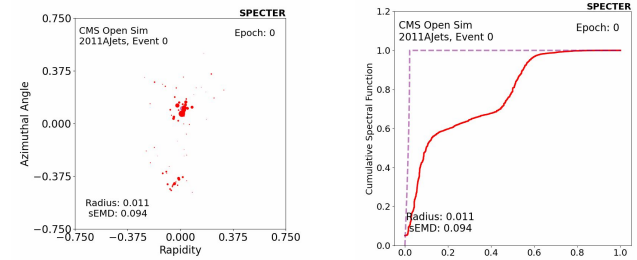 SPECTER
0.750
CMS Open Sim
2011AJets, Event 0
Epoch: 0
0.375
0.000
−0.375
−0.750
Azimuthal Angle
Radius: 0.011
sEMD: 0.094
−0.750
−0.375
0.000
0.375
0.750
Rapidity
SPECTER
1.2
CMS Open Sim
2011AJets, Event 0
Epoch: 0
1.0
0.8
0.6
0.4
0.2
0.0
Cumulative Spectral Function
Radius: 0.011
sEMD: 0.094
0.0
0.2
0.4
0.6
0.8
1.0